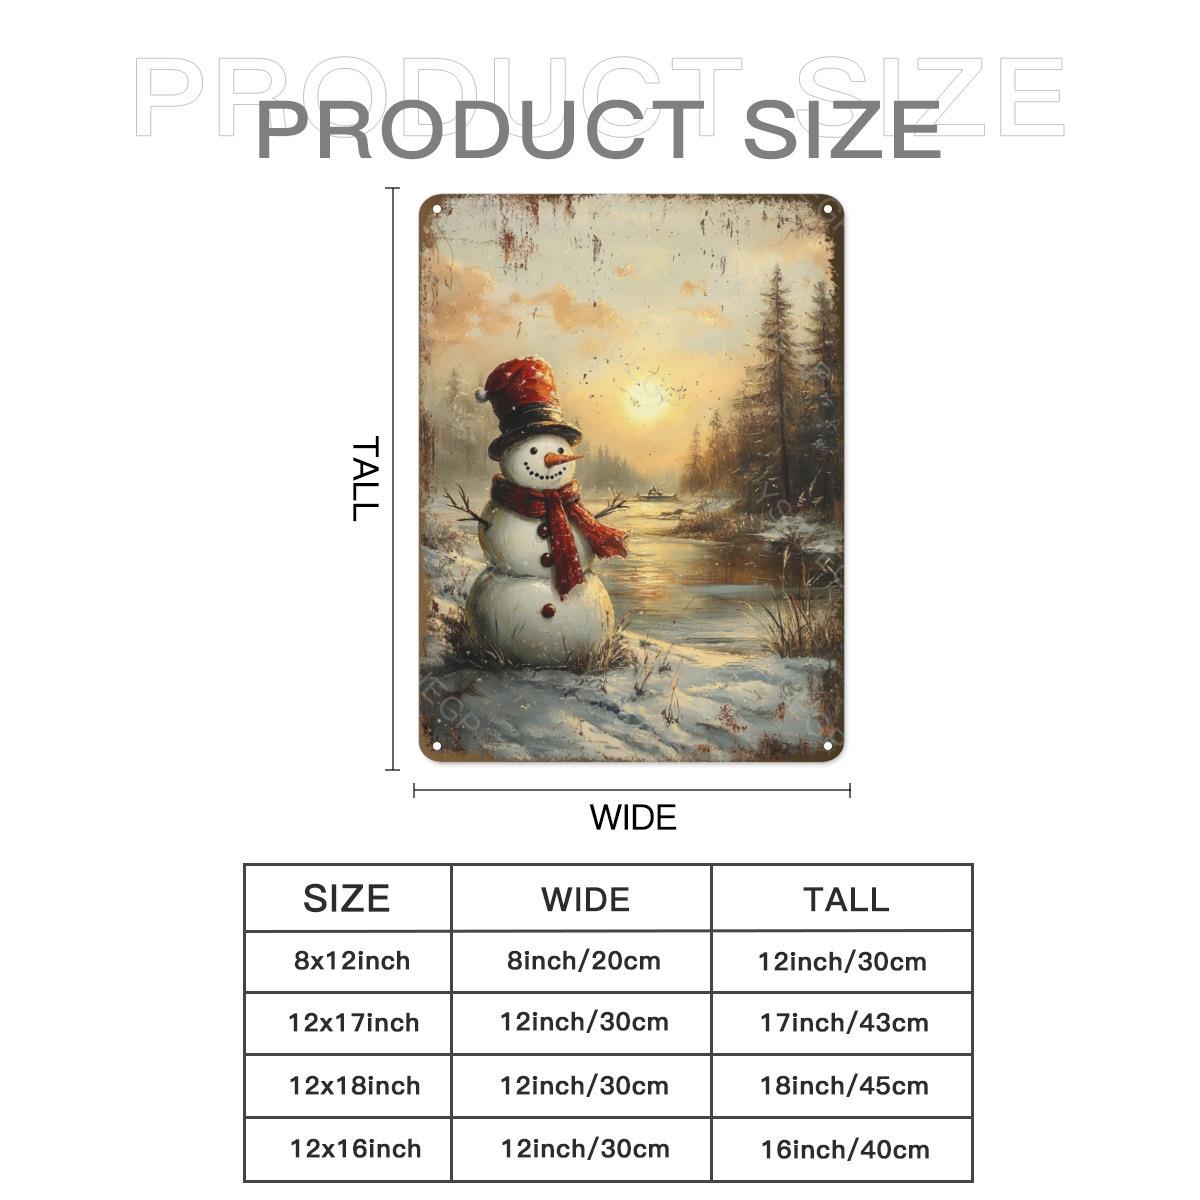 PRODUCT SIZE
PRODUCT SIZE
TALL
WIDE
SIZE WIDE TALL
8x12inch 8inch/20cm 12inch/30cm
12x17inch 12inch/30cm 17inch/43cm
12x18inch 12inch/30cm 18inch/45cm
12x16inch 12inch/30cm 16inch/40cm